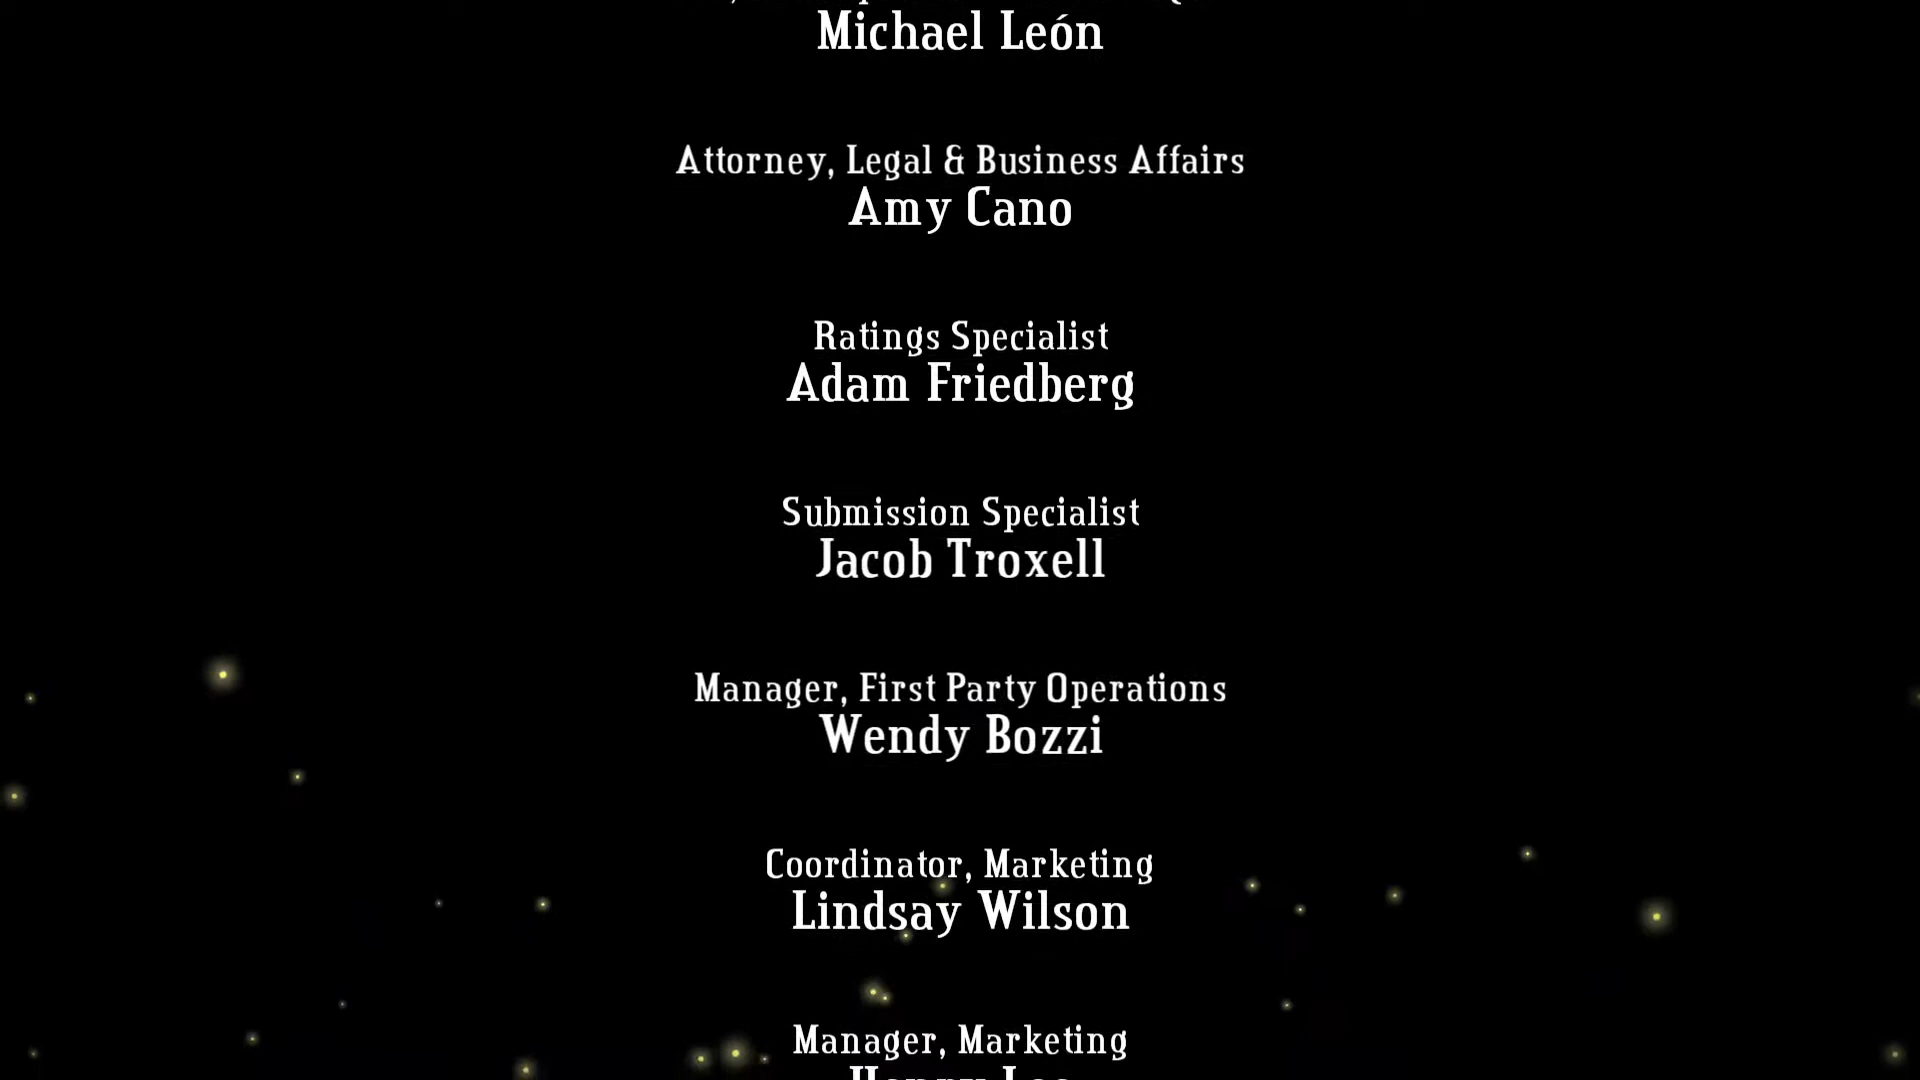 Michael León
Attorney, Legal & Business Affairs
Amy Cano
Ratings Specialist
Adam Friedberg
Submission Specialist
Jacob Troxell
Manager, First Party Operations
Wendy Bozzi
Coordinator, Marketing
Lindsay Wilson
Manager, Marketing